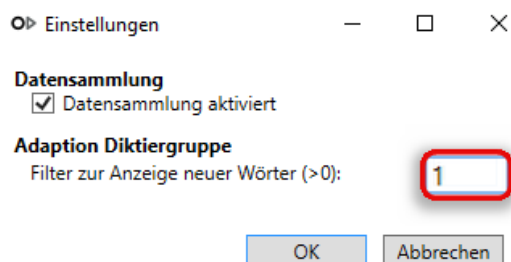 Einstellungen
Datensammlung
Datensammlung aktiviert
Adaption Diktiergruppe
Filter zur Anzeige neuer Wörter (>0): 1
OK Abbrechen